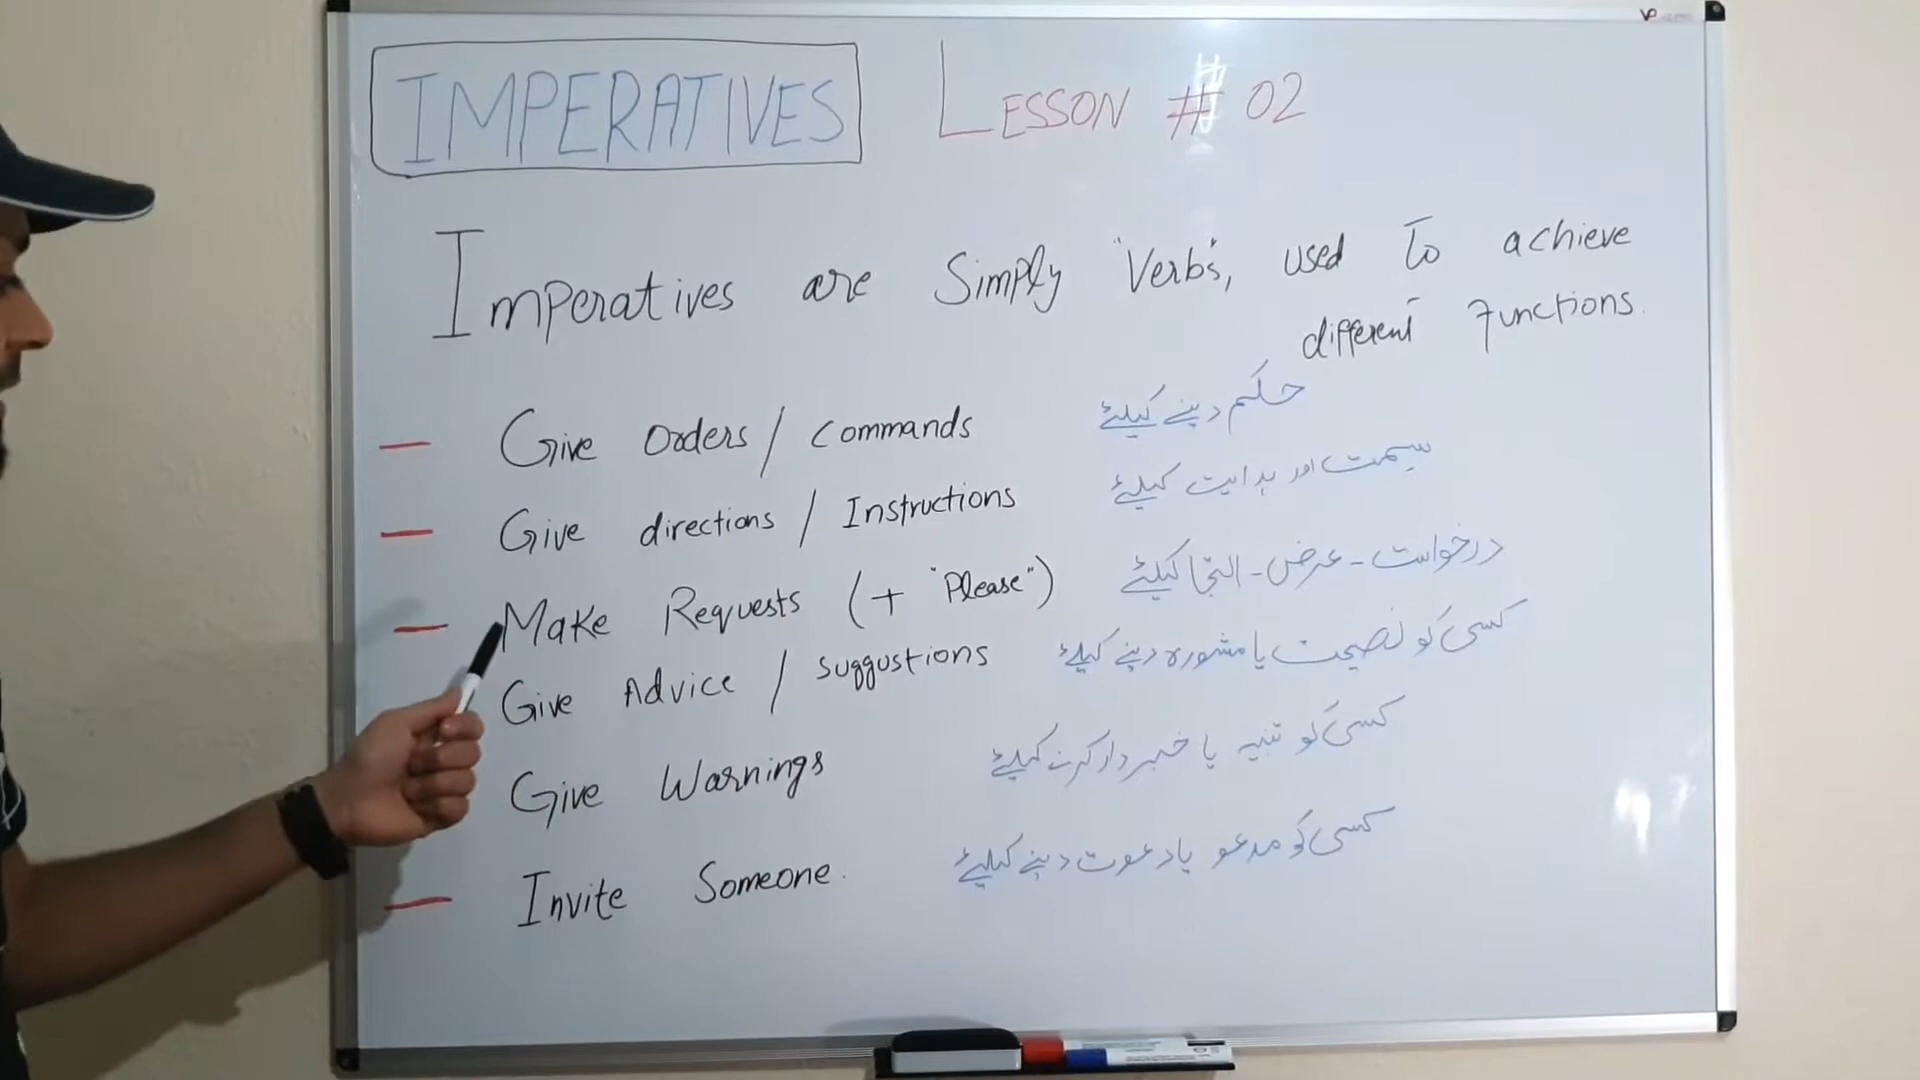 IMPERATIVES LESSON # 02
Imperatives are Simply "Verbs", used To achieve
different Functions.
Give Orders / Commands حکم دینے کیلئے
Give directions / Instructions سمت اور ہدایت کیلئے
Make Requests (+ "Please") درخواست - عرض - التجا کیلئے
Give Advice / suggustions کسی کو نصیحت یا مشورہ دینے کیلئے
Give Warnings کسی کو تنبیہ یا خبردار کرنے کیلئے
Invite Someone. کسی کو مدعو یا دعوت دینے کیلئے